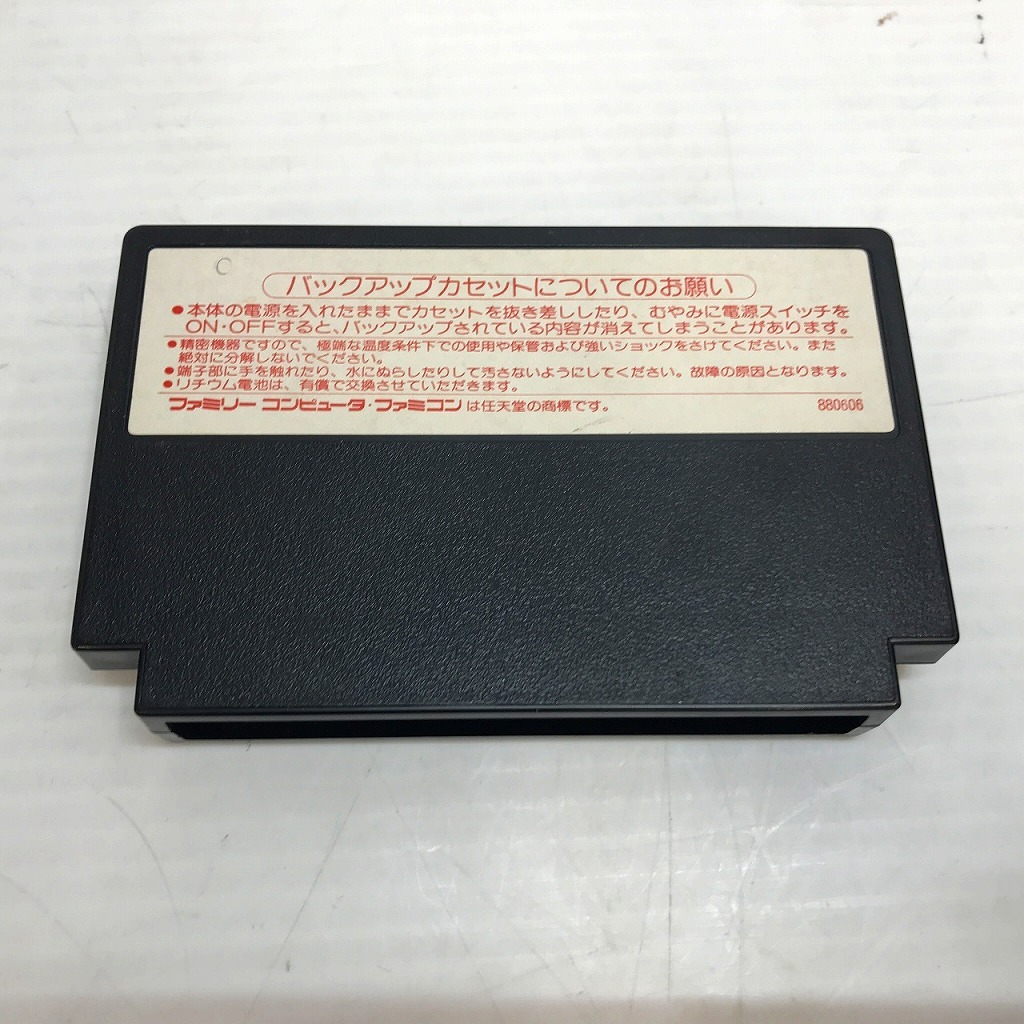 C
バックアップカセットについてのお願い
●本体の電源を入れたままでカセットを抜き差ししたり、むやみに電源スイッチを
ON・OFFすると、バックアップされている内容が消えてしまうことがあります。
●精密機器ですので、極端な温度条件下での使用や保管および強いショックをさけてください。また
絶対に分解しないでください。
●端子部に手を触れたり、水にぬらしたりして汚さないようにしてください。故障の原因となります。
●リチウム電池は、有償で交換させていただきます。
ファミリー コンピュータ・ファミコン は任天堂の商標です。 880606